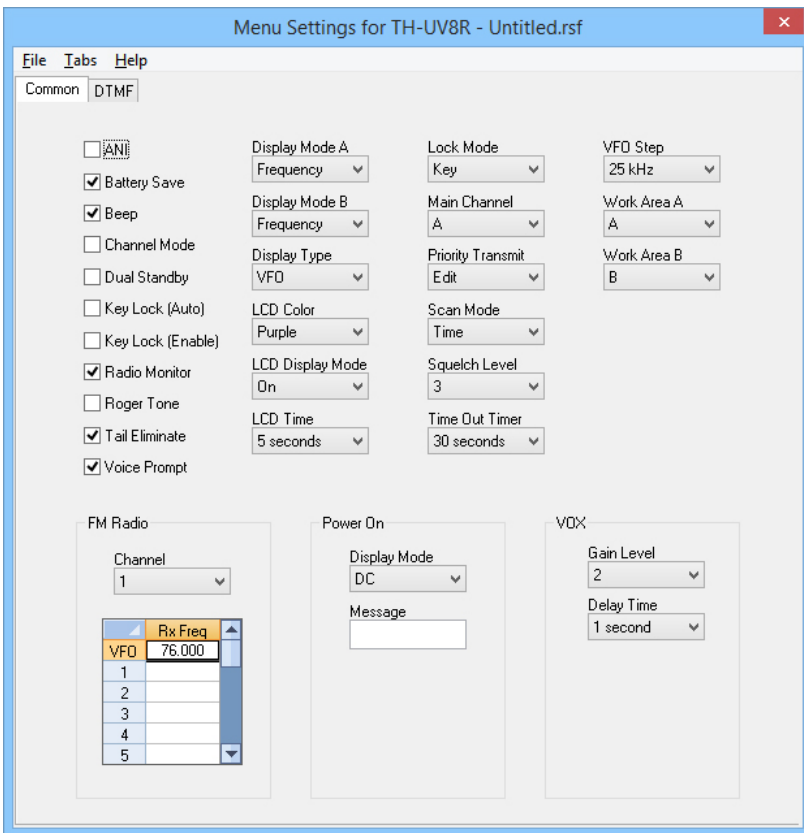 Menu Settings for TH-UV8R - Untitled.rsf
File Tabs Help
Common DTMF
ANI
Battery Save
Beep
Channel Mode
Dual Standby
Key Lock (Auto)
Key Lock (Enable)
Radio Monitor
Roger Tone
Tail Eliminate
Voice Prompt
Display Mode A
Frequency
Display Mode B
Frequency
Display Type
VFO
LCD Color
Purple
LCD Display Mode
On
LCD Time
5 seconds
Lock Mode
Key
Main Channel
A
Priority Transmit
Edit
Scan Mode
Time
Squelch Level
3
Time Out Timer
30 seconds
VFO Step
25 kHz
Work Area A
A
Work Area B
B
FM Radio
Channel
1
Rx Freq
VFO 76.000
1
2
3
4
5
Power On
Display Mode
DC
Message
VOX
Gain Level
2
Delay Time
1 second